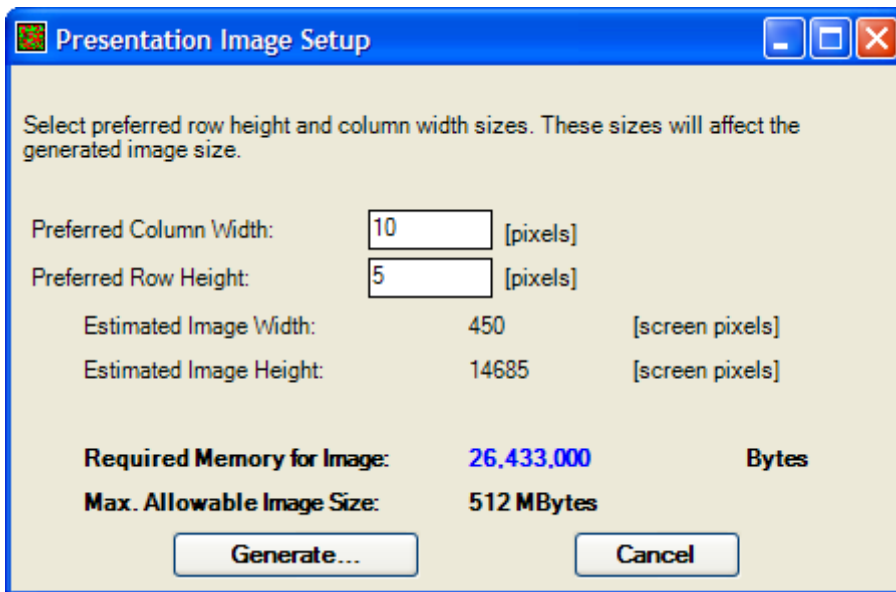 Presentation Image Setup
Select preferred row height and column width sizes. These sizes will affect the
generated image size.
Preferred Column Width: 10 [pixels]
Preferred Row Height: 5 [pixels]
Estimated Image Width: 450 [screen pixels]
Estimated Image Height: 14685 [screen pixels]
Required Memory for Image: 26,433,000 Bytes
Max. Allowable Image Size: 512 MBytes
Generate... Cancel